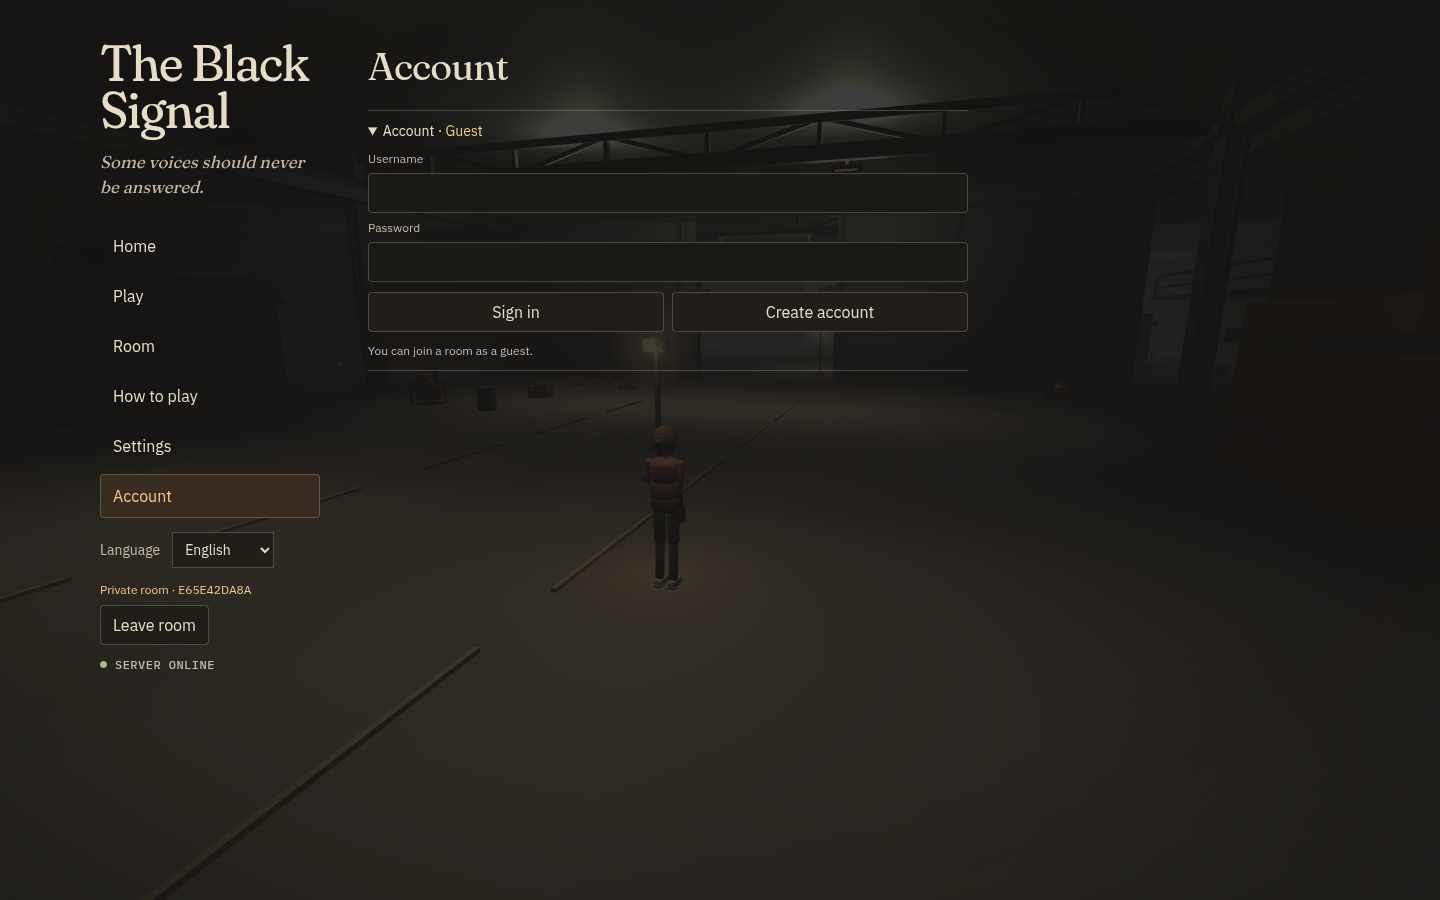 The Black
Signal
Some voices should never
be answered.
Home
Play
Room
How to play
Settings
Account
Language English
Private room · E65E42DA8A
Leave room
SERVER ONLINE
Account
▼ Account · Guest
Username
Password
Sign in
Create account
You can join a room as a guest.